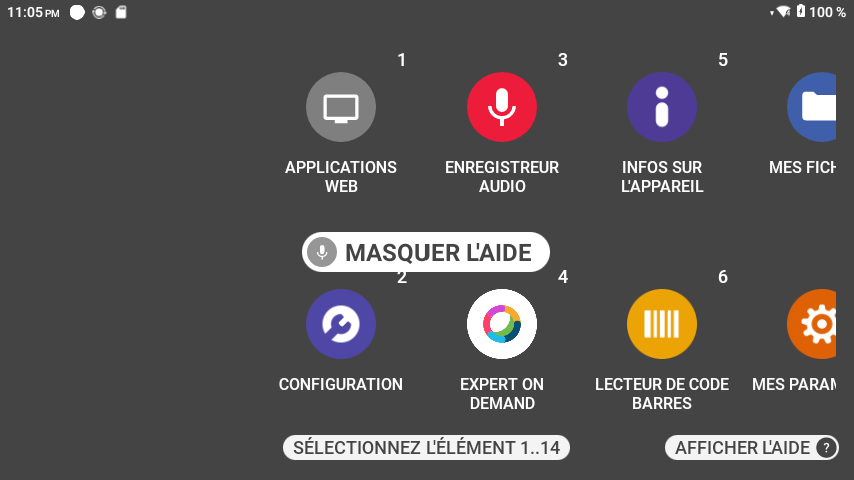 11:05 PM
100 %
1
3
5
APPLICATIONS
WEB
ENREGISTREUR
AUDIO
INFOS SUR
L'APPAREIL
MES FICH
MASQUER L'AIDE
2
4
6
CONFIGURATION
EXPERT ON
DEMAND
LECTEUR DE CODE
BARRES
MES PARAM
SÉLECTIONNEZ L'ÉLÉMENT 1..14
AFFICHER L'AIDE ?